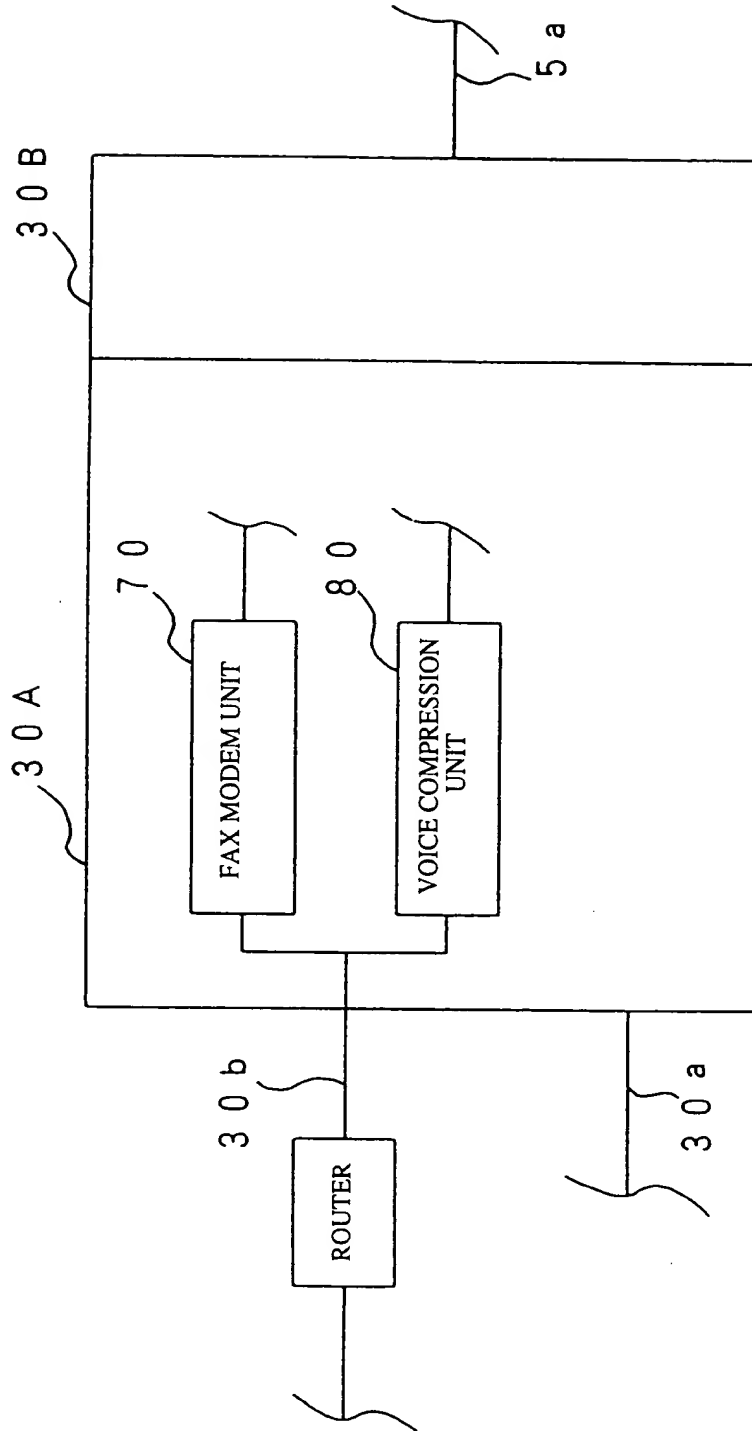 30A
30B
70
FAX MODEM UNIT
30b
ROUTER
80
VOICE COMPRESSION
UNIT
30a
5a